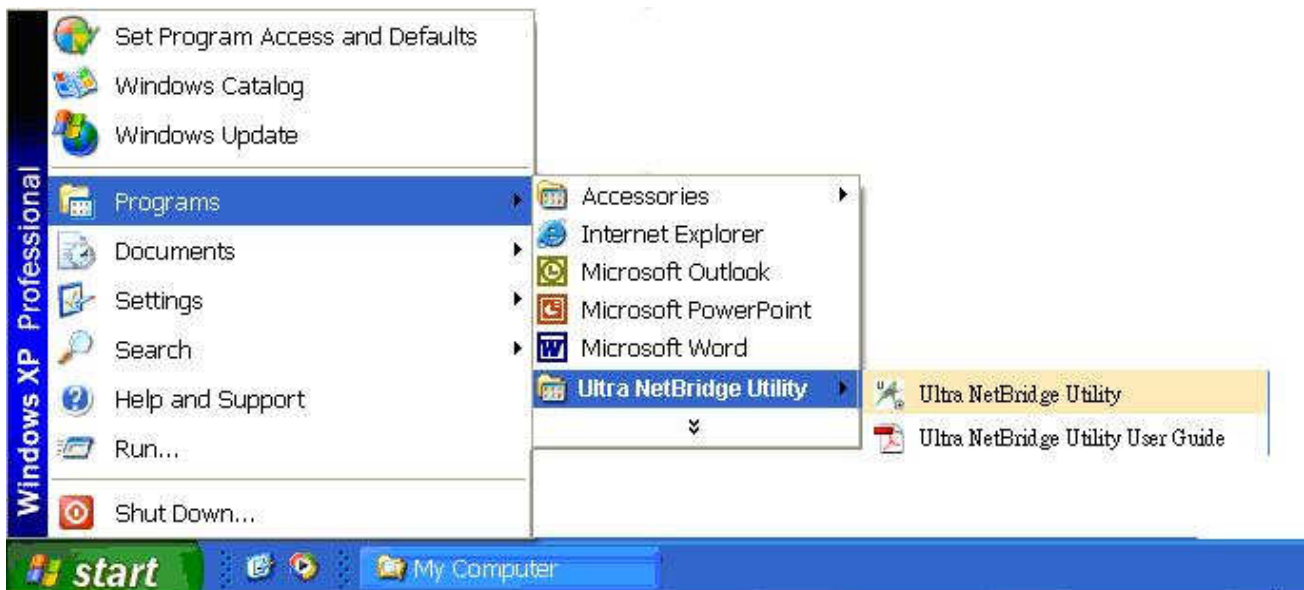 Windows XP Professional
Set Program Access and Defaults
Windows Catalog
Windows Update
Programs
Documents
Settings
Search
Help and Support
Run...
Shut Down...
Accessories
Internet Explorer
Microsoft Outlook
Microsoft PowerPoint
Microsoft Word
Ultra NetBridge Utility
Ultra NetBridge Utility
Ultra NetBridge Utility User Guide
start
My Computer